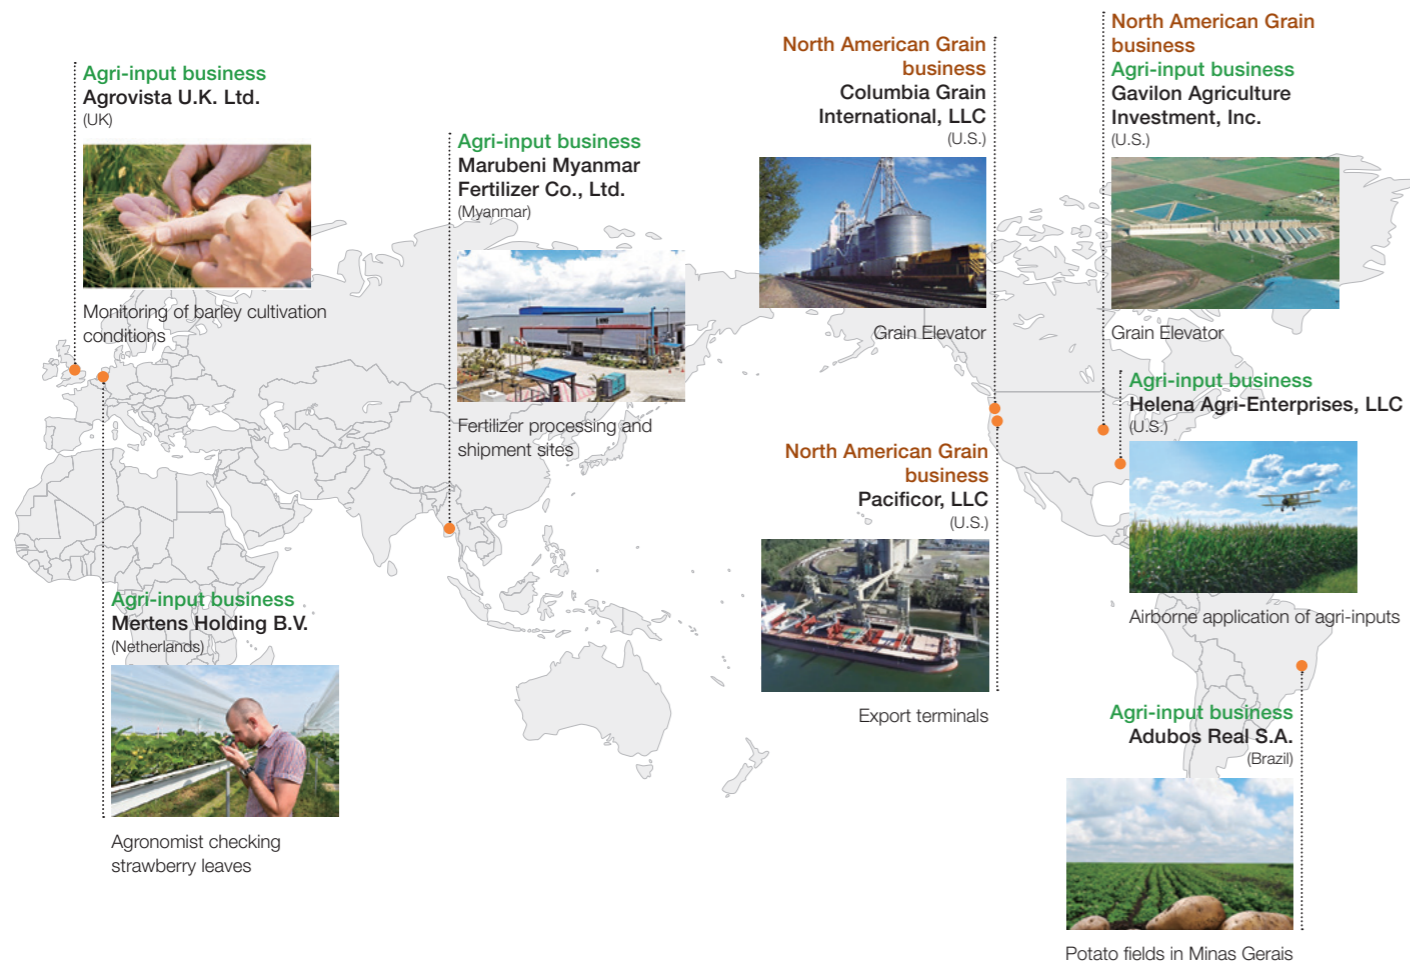 Agri-input business
Agrovista U.K. Ltd.
(UK)
Monitoring of barley cultivation
conditions
Agri-input business
Marubeni Myanmar
Fertilizer Co., Ltd.
(Myanmar)
Fertilizer processing and
shipment sites
Agri-input business
Mertens Holding B.V.
(Netherlands)
Agronomist checking
strawberry leaves
North American Grain
business
Columbia Grain
International, LLC
(U.S.)
Grain Elevator
North American Grain
business
Pacificor, LLC
(U.S.)
Export terminals
North American Grain
business
Agri-input business
Gavilon Agriculture
Investment, Inc.
(U.S.)
Grain Elevator
Agri-input business
Helena Agri-Enterprises, LLC
(U.S.)
Airborne application of agri-inputs
Agri-input business
Adubos Real S.A.
(Brazil)
Potato fields in Minas Gerais